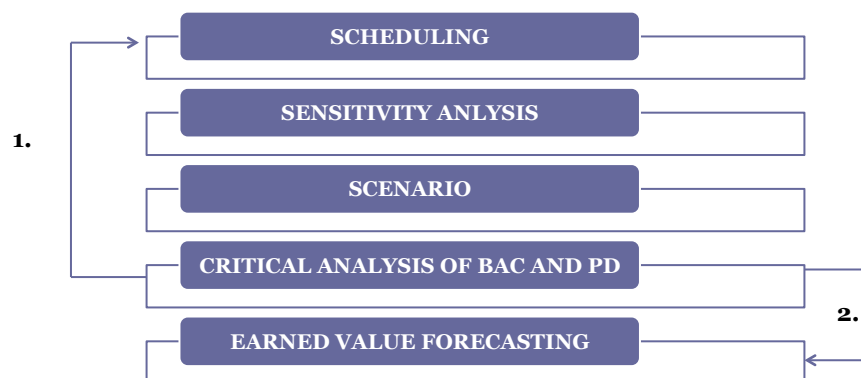 SCHEDULING
SENSITIVITY ANLYSIS
1.
SCENARIO
CRITICAL ANALYSIS OF BAC AND PD
2.
EARNED VALUE FORECASTING